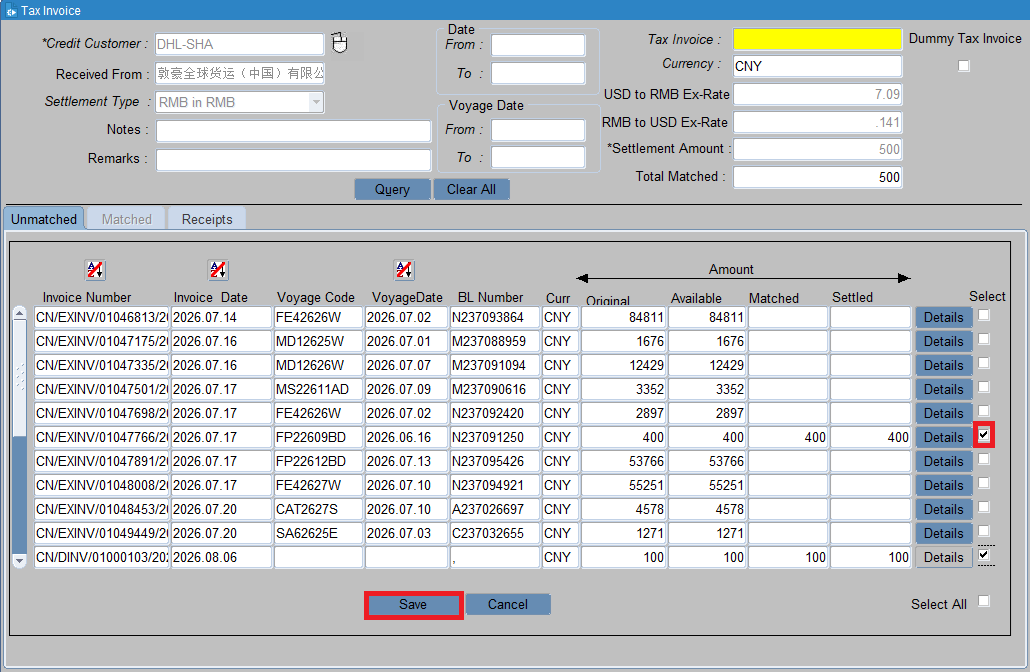 Tax Invoice
*Credit Customer : DHL-SHA
Received From : 敦豪全球货运（中国）有限公
Settlement Type : RMB in RMB
Notes :
Remarks :
Date
From :
To :
Voyage Date
From :
To :
Tax Invoice : Dummy Tax Invoice
Currency : CNY
USD to RMB Ex-Rate 7.09
RMB to USD Ex-Rate .141
*Settlement Amount : 500
Total Matched : 500
Query Clear All
Unmatched Matched Receipts
Amount
Invoice Number Invoice Date Voyage Code VoyageDate BL Number Curr Original Available Matched Settled Select
CN/EXINV/01046813/20 2026.07.14 FE42626W 2026.07.02 N237093864 CNY 84811 84811 Details
CN/EXINV/01047175/20 2026.07.16 MD12625W 2026.07.01 M237088959 CNY 1676 1676 Details
CN/EXINV/01047335/20 2026.07.16 MD12626W 2026.07.07 M237091094 CNY 12429 12429 Details
CN/EXINV/01047501/20 2026.07.17 MS22611AD 2026.07.09 M237090616 CNY 3352 3352 Details
CN/EXINV/01047698/20 2026.07.17 FE42626W 2026.07.02 N237092420 CNY 2897 2897 Details
CN/EXINV/01047766/20 2026.07.17 FP22609BD 2026.06.16 N237091250 CNY 400 400 400 400 Details
CN/EXINV/01047891/20 2026.07.17 FP22612BD 2026.07.13 N237095426 CNY 53766 53766 Details
CN/EXINV/01048008/20 2026.07.17 FE42627W 2026.07.10 N237094921 CNY 55251 55251 Details
CN/EXINV/01048453/20 2026.07.20 CAT2627S 2026.07.10 A237026697 CNY 4578 4578 Details
CN/EXINV/01049449/20 2026.07.20 SA62625E 2026.07.03 C237032655 CNY 1271 1271 Details
CN/DINV/01000103/202 2026.08.06 , CNY 100 100 100 100 Details
Save Cancel Select All